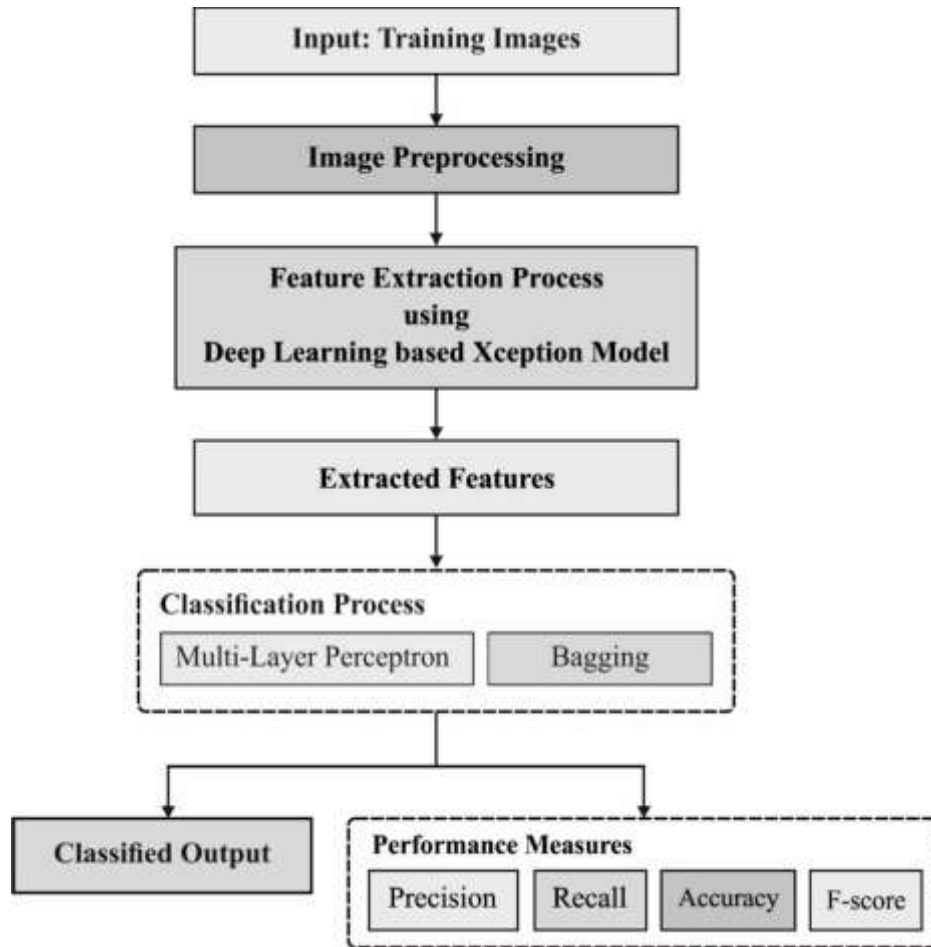 Input: Training Images
Image Preprocessing
Feature Extraction Process
using
Deep Learning based Xception Model
Extracted Features
Classification Process
Multi-Layer Perceptron
Bagging
Classified Output
Performance Measures
Precision
Recall
Accuracy
F-score